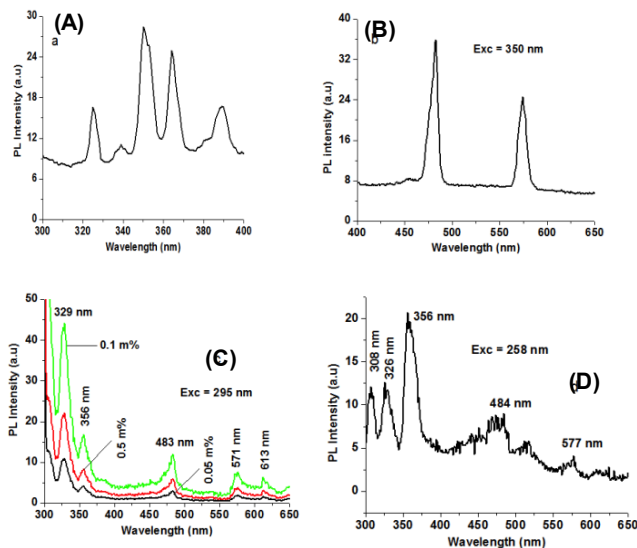 (A)
a
PL Intensity (a.u)
30
24
18
12
6
0
300
320
340
360
380
400
Wavelength (nm)
(B)
b
Exc = 350 nm
PL intensity (a.u)
40
32
24
16
8
0
400
450
500
550
600
650
Wavelength (nm)
(C)
329 nm
0.1 m%
356 nm
0.5 m%
Exc = 295 nm
483 nm
0.05 m%
571 nm
613 nm
PL Intensity (a.u)
50
40
30
20
10
0
300
350
400
450
500
550
600
650
Wavelength (nm)
(D)
356 nm
308 nm
326 nm
Exc = 258 nm
484 nm
577 nm
PL Intensity (a.u)
20
15
10
5
0
300
350
400
450
500
550
600
650
Wavelength (nm)